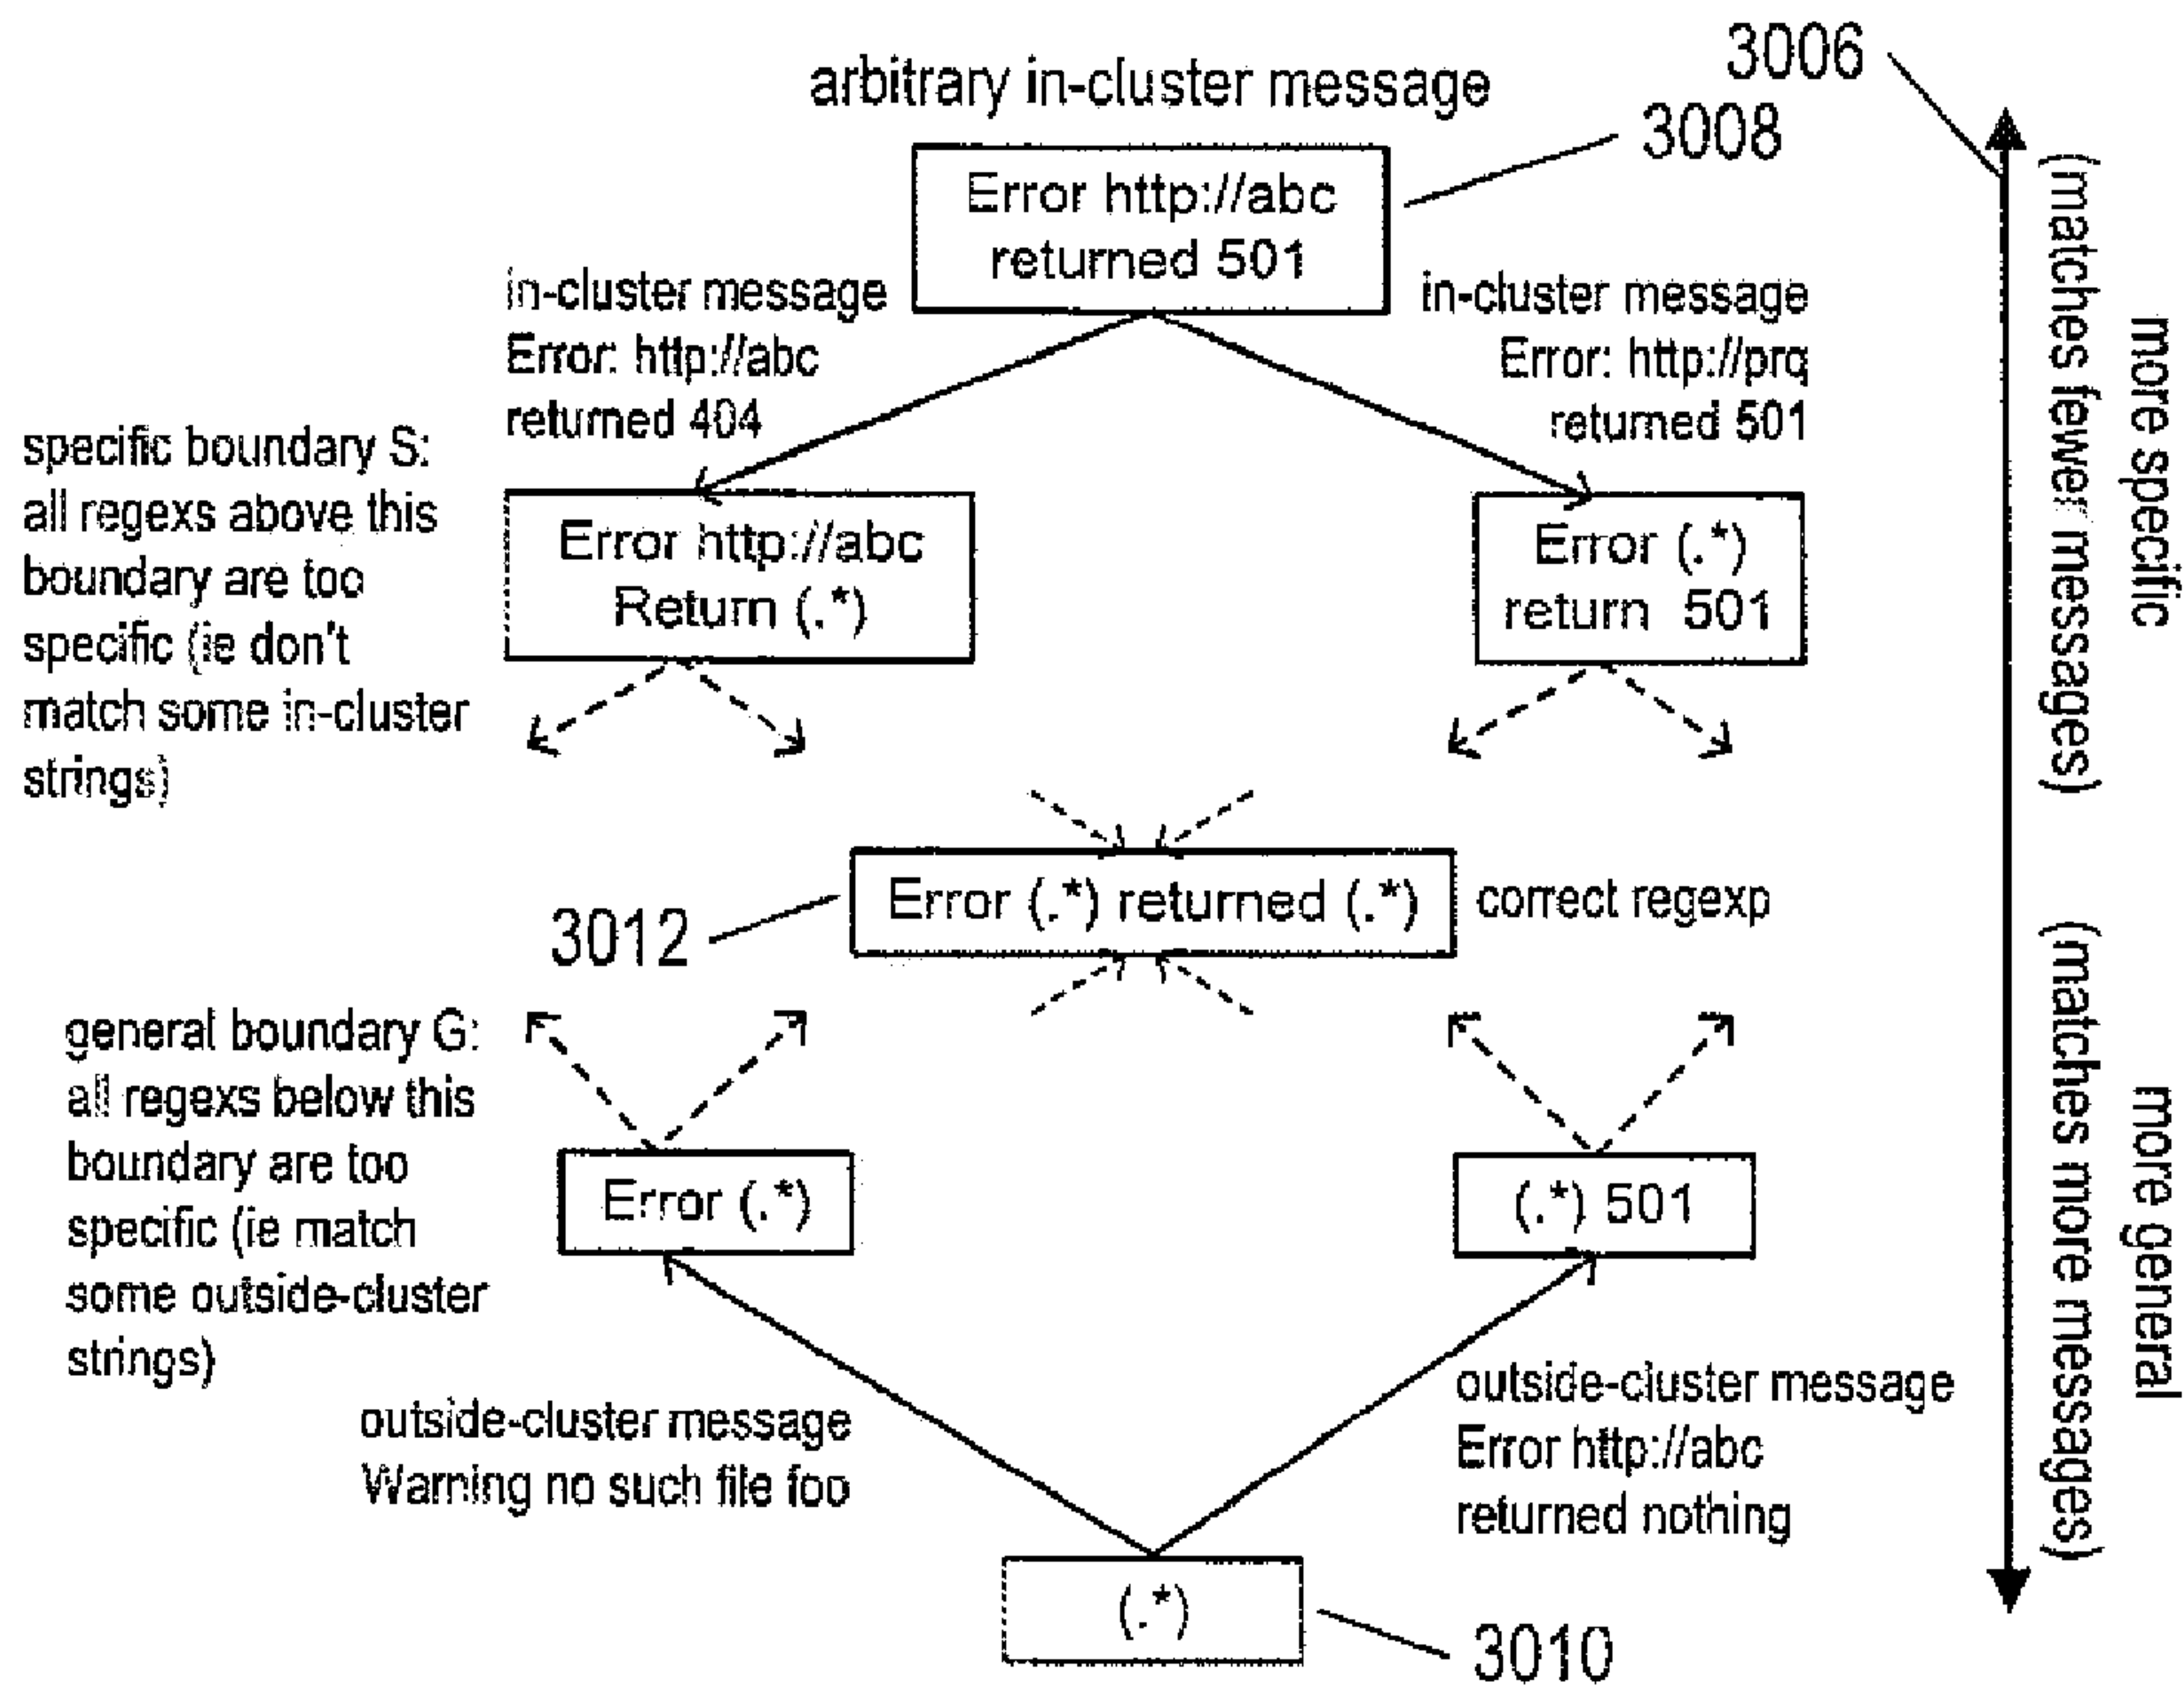 3006
arbitrary in-cluster message
3008
Error http://abc
returned 501
in-cluster message
Error: http://abc
returned 404
in-cluster message
Error: http://prq
returned 501
specific boundary S:
all regexs above this
boundary are too
specific (ie don't
match some in-cluster
strings)
Error http://abc
Return (.*)
Error (.*)
return 501
more specific
(matches fewer messages)
3012
Error (.*) returned (.*)
correct regexp
general boundary G:
all regexs below this
boundary are too
specific (ie match
some outside-cluster
strings)
Error (.*)
(.*) 501
more general
(matches more messages)
outside-cluster message
Warning no such file foo
outside-cluster message
Error http://abc
returned nothing
(.*)
3010